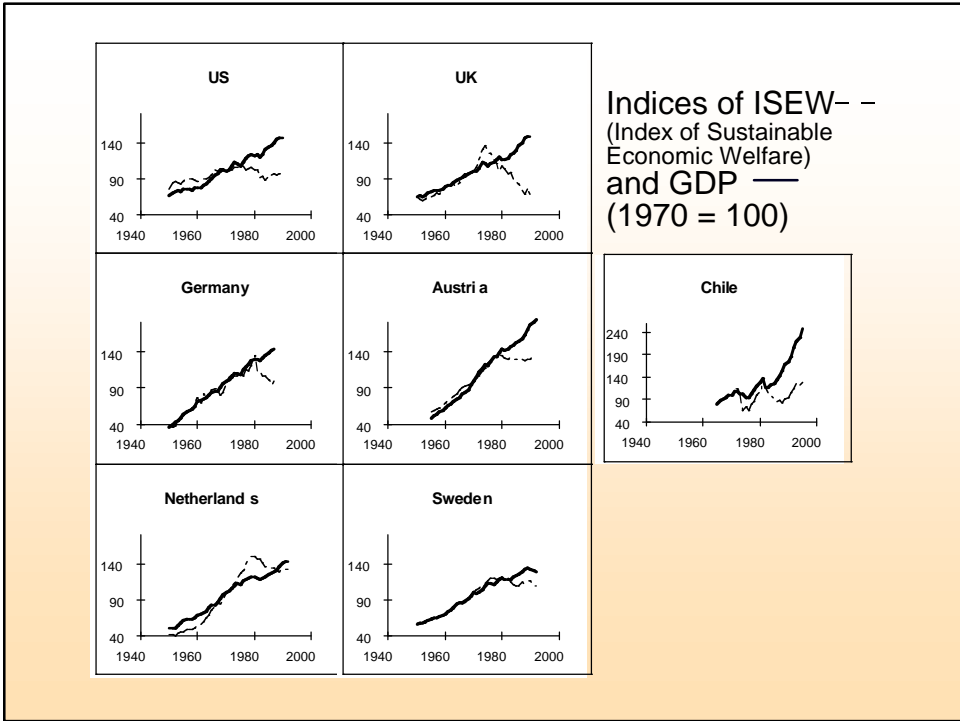 US
140
90
40
1940 1960 1980 2000
UK
140
90
40
1940 1960 1980 2000
Indices of ISEW– –
(Index of Sustainable
Economic Welfare)
and GDP —
(1970 = 100)
Germany
140
90
40
1940 1960 1980 2000
Austri a
140
90
40
1940 1960 1980 2000
Chile
240
190
140
90
40
1940 1960 1980 2000
Netherland s
140
90
40
1940 1960 1980 2000
Sweden
140
90
40
1940 1960 1980 2000